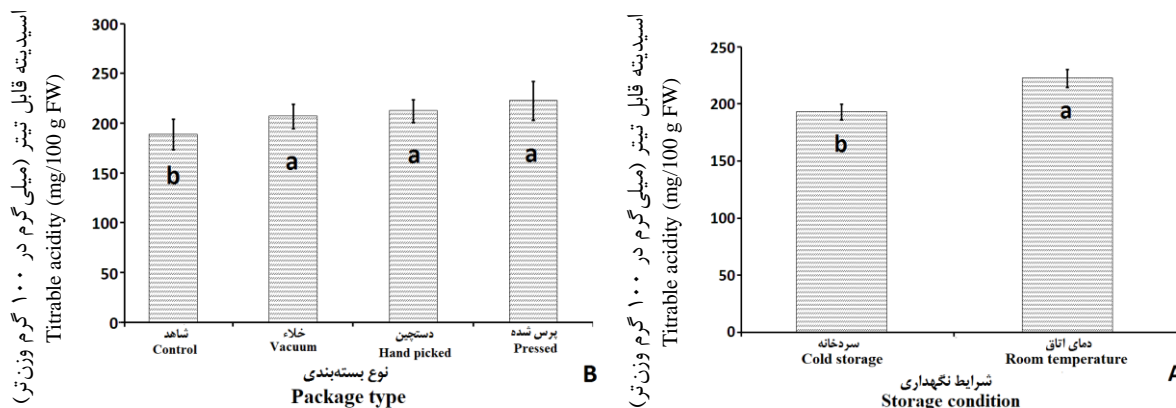 اسیدیته قابل تیتر (میلی‌گرم در ۱۰۰ گرم وزن‌تر)
Titrable acidity (mg/100 g FW)
300
250
200
150
100
50
0
b
a
a
a
شاهد
Control
خلاء
Vacuum
دستچین
Hand picked
پرس شده
Pressed
نوع بسته‌بندی
Package type
B
اسیدیته قابل تیتر (میلی‌گرم در ۱۰۰ گرم وزن‌تر)
Titrable acidity (mg/100 g FW)
250
200
150
100
50
0
b
a
سردخانه
Cold storage
دمای اتاق
Room temperature
شرایط نگهداری
Storage condition
A